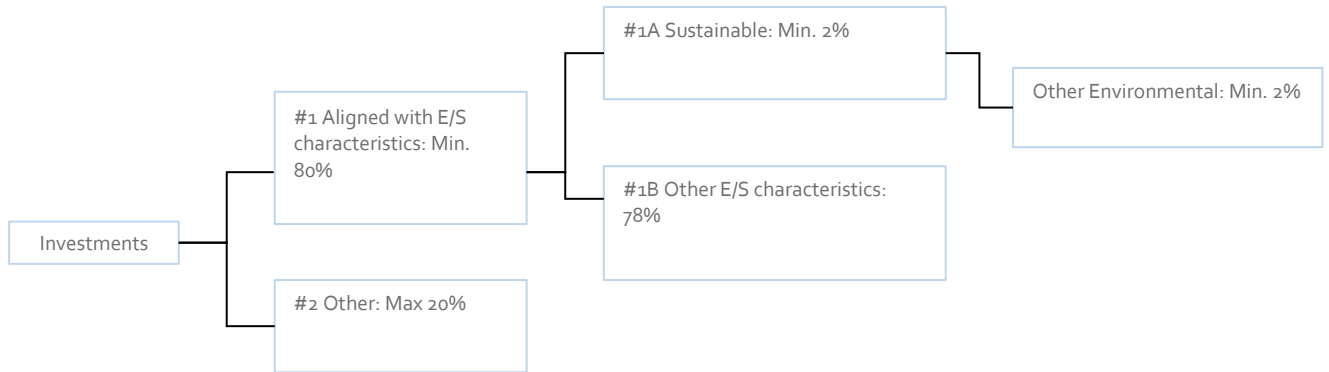 #1A Sustainable: Min. 2%
Other Environmental: Min. 2%
#1 Aligned with E/S
characteristics: Min.
80%
#1B Other E/S characteristics:
78%
Investments
#2 Other: Max 20%